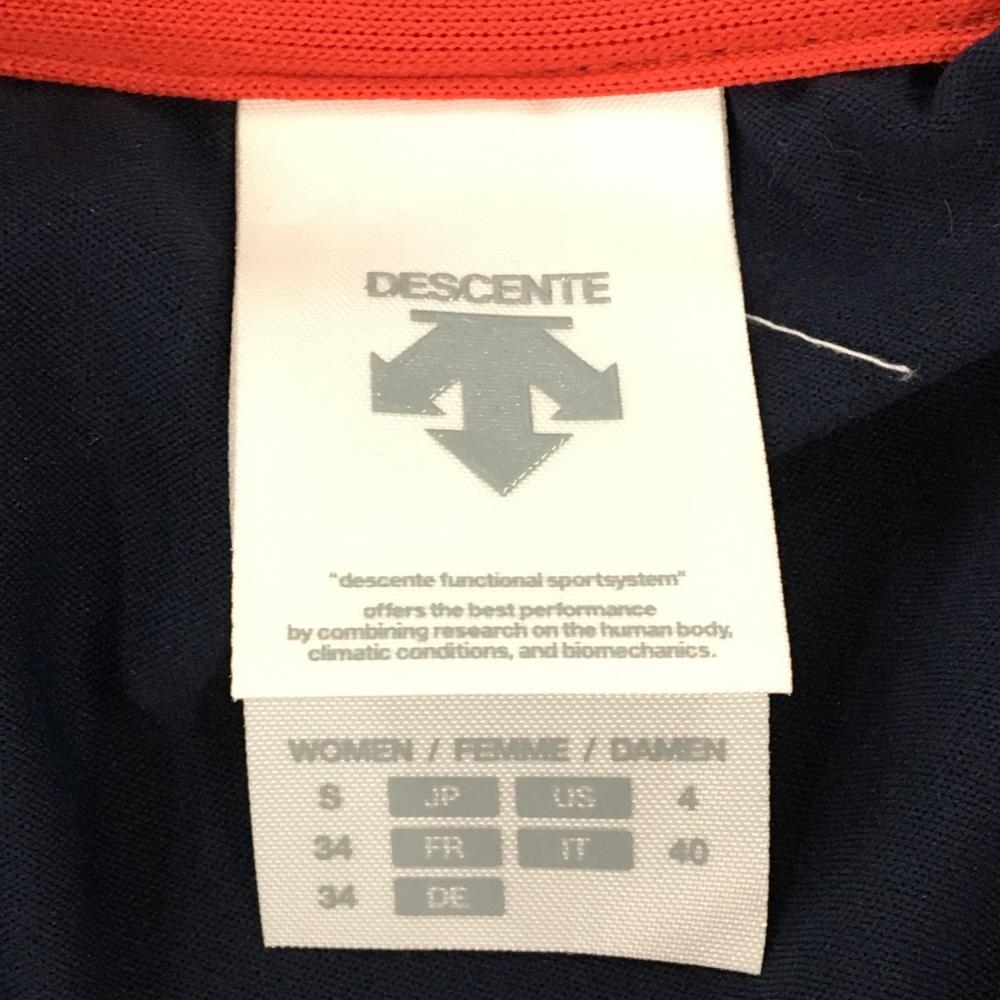 DESCENTE
"descente functional sportsystem"
offers the best performance
by combining research on the human body,
climatic conditions, and biomechanics.
WOMEN / FEMME / DAMEN
S JP US 4
34 FR IT 40
34 DE